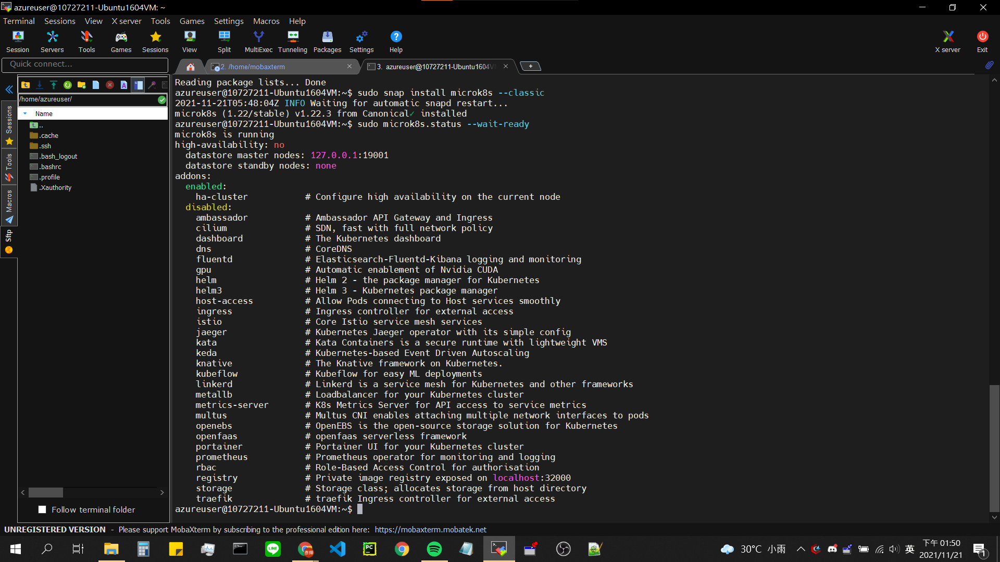 azureuser@10727211-Ubuntu1604VM: ~
Terminal Sessions View X server Tools Games Settings Macros Help
Session Servers Tools Games Sessions View Split MultiExec Tunneling Packages Settings Help X server Exit
Quick connect...
2. /home/mobaxterm
3. azureuser@10727211-Ubuntu1604VM
/home/azureuser/
Name
..
.cache
.ssh
.bash_logout
.bashrc
.profile
.Xauthority
Sessions
Tools
Macros
Sftp
Follow terminal folder
Reading package lists... Done
azureuser@10727211-Ubuntu1604VM:~$ sudo snap install microk8s --classic
2021-11-21T05:48:04Z INFO Waiting for automatic snapd restart...
microk8s (1.22/stable) v1.22.3 from Canonical✓ installed
azureuser@10727211-Ubuntu1604VM:~$ sudo microk8s.status --wait-ready
microk8s is running
high-availability: no
  datastore master nodes: 127.0.0.1:19001
  datastore standby nodes: none
addons:
  enabled:
    ha-cluster           # Configure high availability on the current node
  disabled:
    ambassador           # Ambassador API Gateway and Ingress
    cilium               # SDN, fast with full network policy
    dashboard            # The Kubernetes dashboard
    dns                  # CoreDNS
    fluentd              # Elasticsearch-Fluentd-Kibana logging and monitoring
    gpu                  # Automatic enablement of Nvidia CUDA
    helm                 # Helm 2 - the package manager for Kubernetes
    helm3                # Helm 3 - Kubernetes package manager
    host-access          # Allow Pods connecting to Host services smoothly
    ingress              # Ingress controller for external access
    istio                # Core Istio service mesh services
    jaeger               # Kubernetes Jaeger operator with its simple config
    kata                 # Kata Containers is a secure runtime with lightweight VMS
    keda                 # Kubernetes-based Event Driven Autoscaling
    knative              # The Knative framework on Kubernetes.
    kubeflow             # Kubeflow for easy ML deployments
    linkerd              # Linkerd is a service mesh for Kubernetes and other frameworks
    metallb              # Loadbalancer for your Kubernetes cluster
    metrics-server       # K8s Metrics Server for API access to service metrics
    multus               # Multus CNI enables attaching multiple network interfaces to pods
    openebs              # OpenEBS is the open-source storage solution for Kubernetes
    openfaas             # openfaas serverless framework
    portainer            # Portainer UI for your Kubernetes cluster
    prometheus           # Prometheus operator for monitoring and logging
    rbac                 # Role-Based Access Control for authorisation
    registry             # Private image registry exposed on localhost:32000
    storage              # Storage class; allocates storage from host directory
    traefik              # traefik Ingress controller for external access
azureuser@10727211-Ubuntu1604VM:~$
UNREGISTERED VERSION - Please support MobaXterm by subscribing to the professional edition here: https://mobaxterm.mobatek.net
30°C 小雨 英 下午 01:50
2021/11/21
1